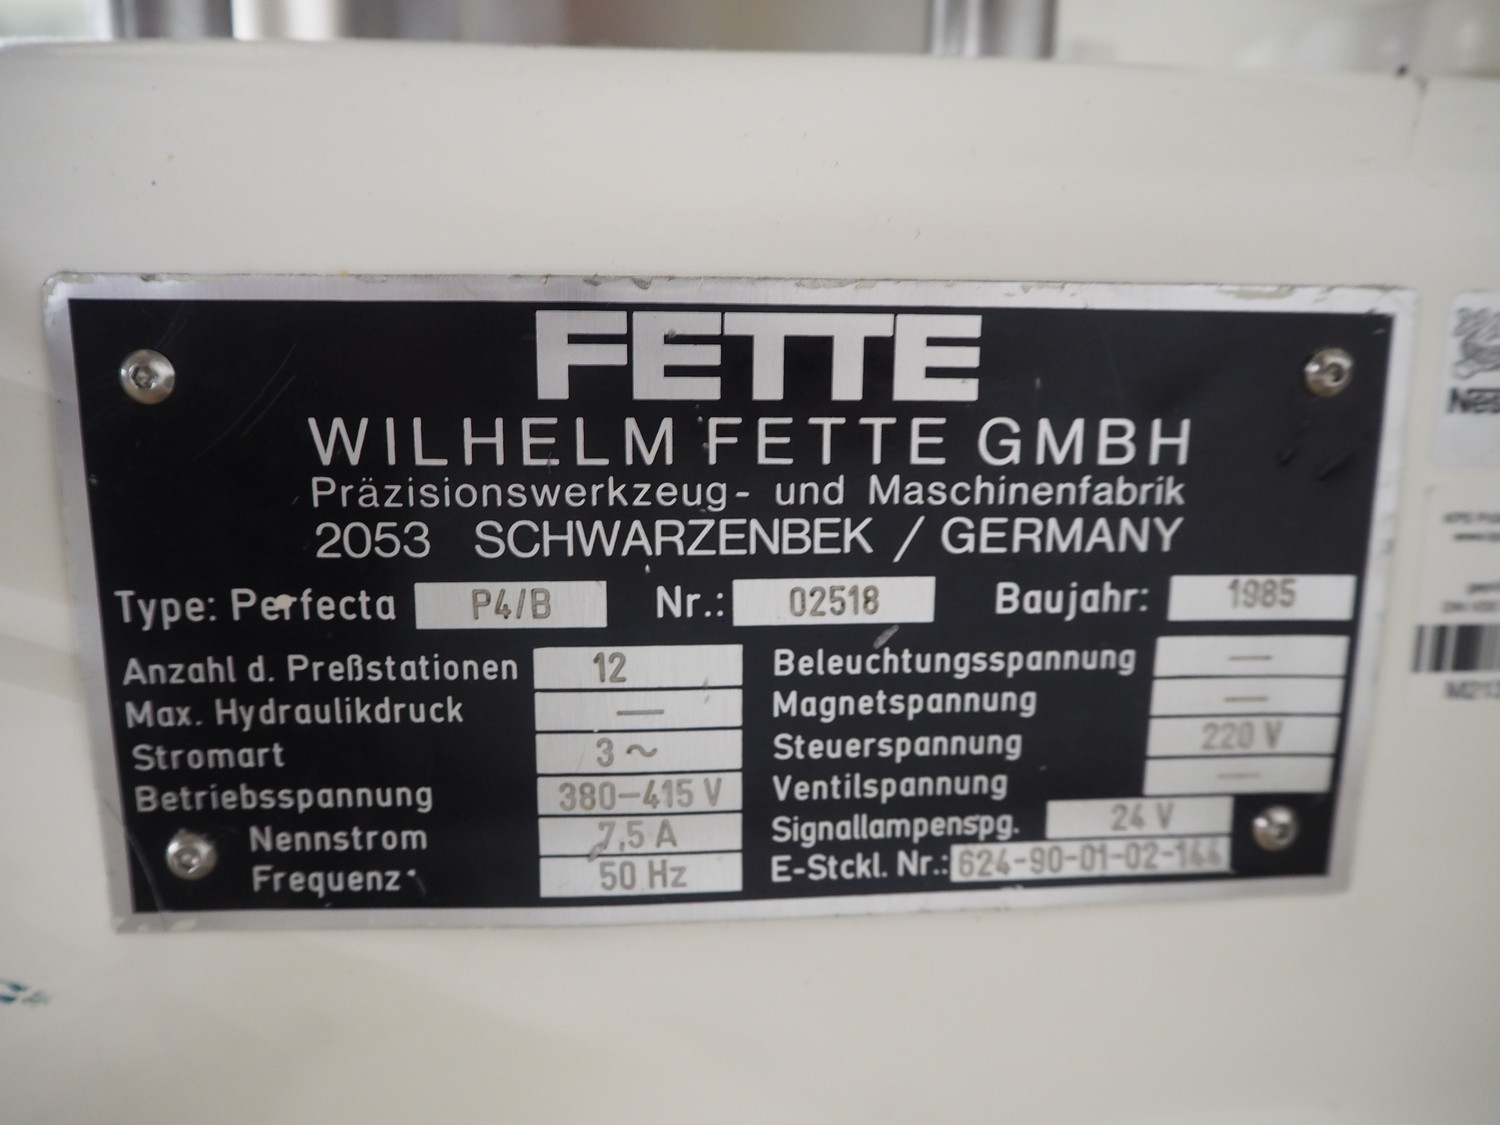 FETTE
WILHELM FETTE GMBH
Präzisionswerkzeug- und Maschinenfabrik
2053 SCHWARZENBEK / GERMANY
Type: Perfecta P4/B Nr.: 02518 Baujahr: 1985
Anzahl d. Preßstationen 12
Max. Hydraulikdruck —
Stromart 3 ~
Betriebsspannung 380-415 V
Nennstrom 7,5 A
Frequenz 50 Hz
Beleuchtungsspannung —
Magnetspannung —
Steuerspannung 220 V
Ventilspannung —
Signallampenspg. 24 V
E-Stckl. Nr.: 624-90-01-02-144